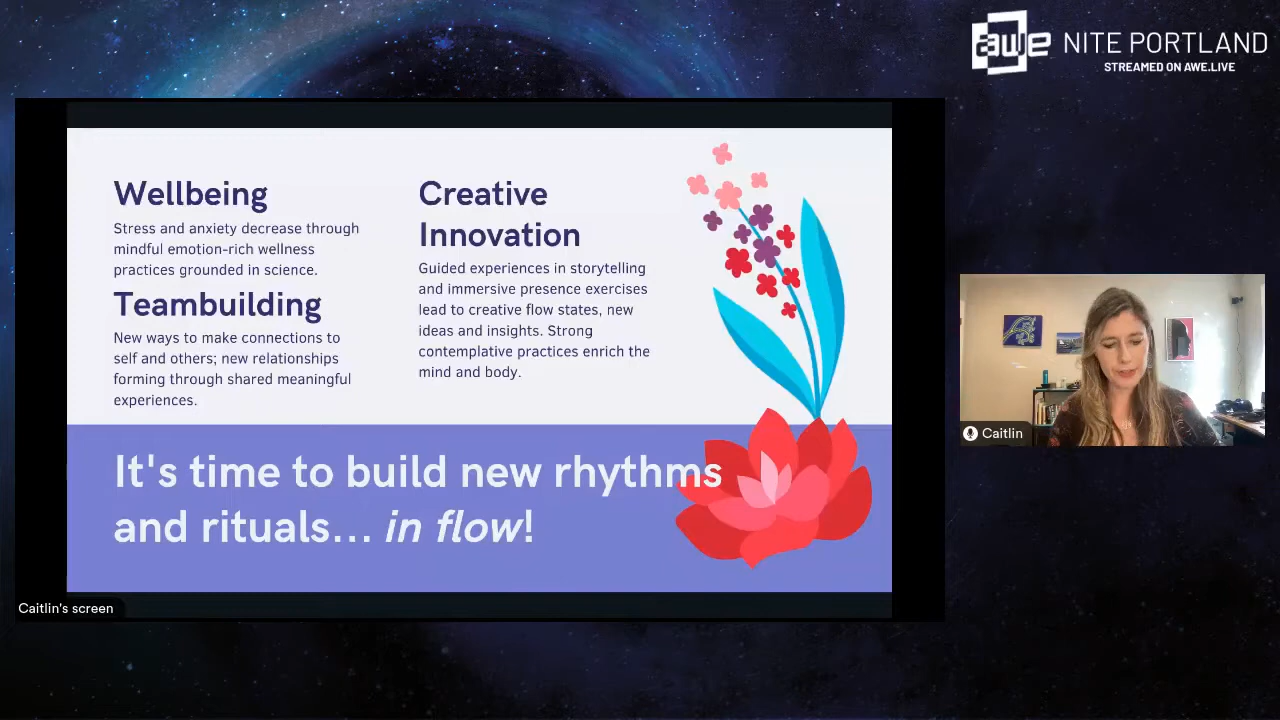 awe NITE PORTLAND
STREAMED ON AWE.LIVE
Wellbeing
Stress and anxiety decrease through
mindful emotion-rich wellness
practices grounded in science.
Teambuilding
New ways to make connections to
self and others; new relationships
forming through shared meaningful
experiences.
Creative
Innovation
Guided experiences in storytelling
and immersive presence exercises
lead to creative flow states, new
ideas and insights. Strong
contemplative practices enrich the
mind and body.
It's time to build new rhythms
and rituals... in flow!
Caitlin
Caitlin's screen